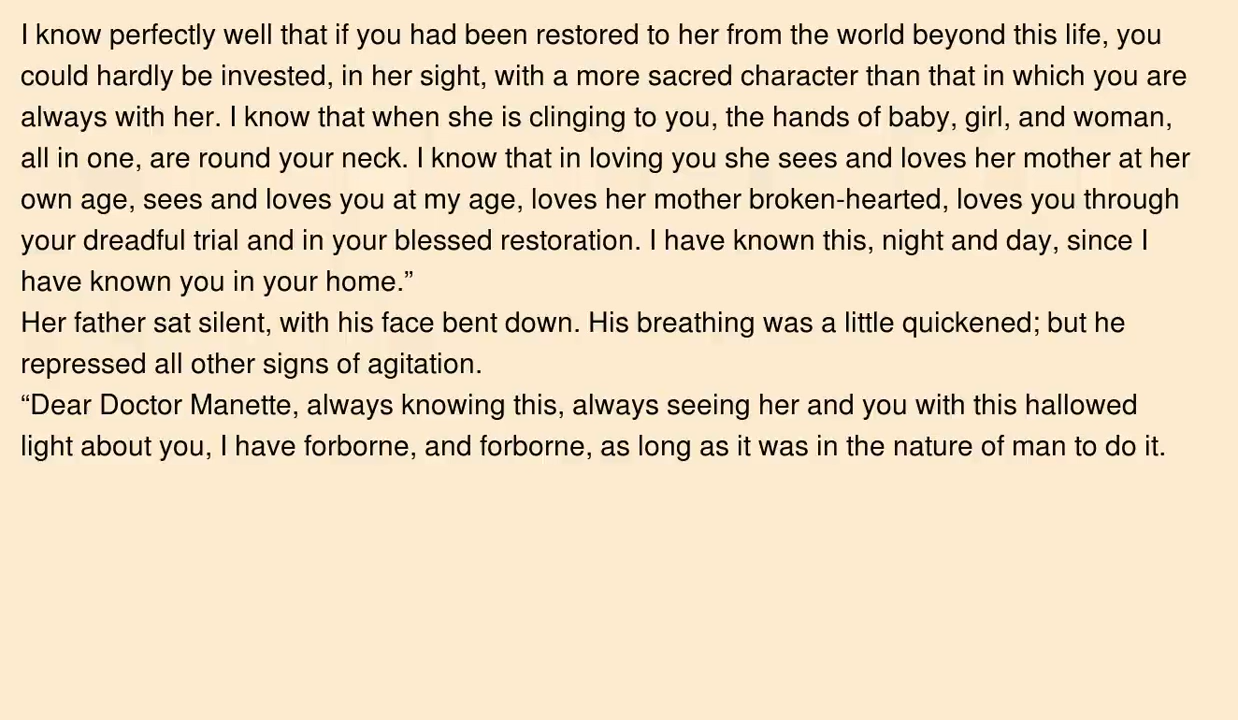 I know perfectly well that if you had been restored to her from the world beyond this life, you
could hardly be invested, in her sight, with a more sacred character than that in which you are
always with her. I know that when she is clinging to you, the hands of baby, girl, and woman,
all in one, are round your neck. I know that in loving you she sees and loves her mother at her
own age, sees and loves you at my age, loves her mother broken-hearted, loves you through
your dreadful trial and in your blessed restoration. I have known this, night and day, since I
have known you in your home.”
Her father sat silent, with his face bent down. His breathing was a little quickened; but he
repressed all other signs of agitation.
“Dear Doctor Manette, always knowing this, always seeing her and you with this hallowed
light about you, I have forborne, and forborne, as long as it was in the nature of man to do it.